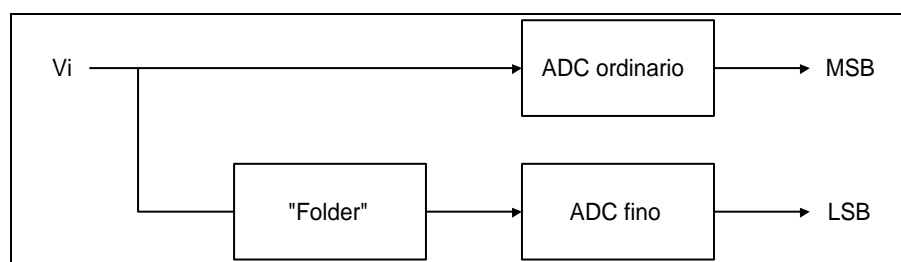 Vi
ADC ordinario
MSB
"Folder"
ADC fino
LSB